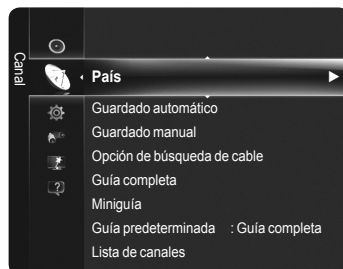 Canal
País
Guardado automático
Guardado manual
Opción de búsqueda de cable
Guía completa
Miniguía
Guía predeterminada : Guía completa
Lista de canales